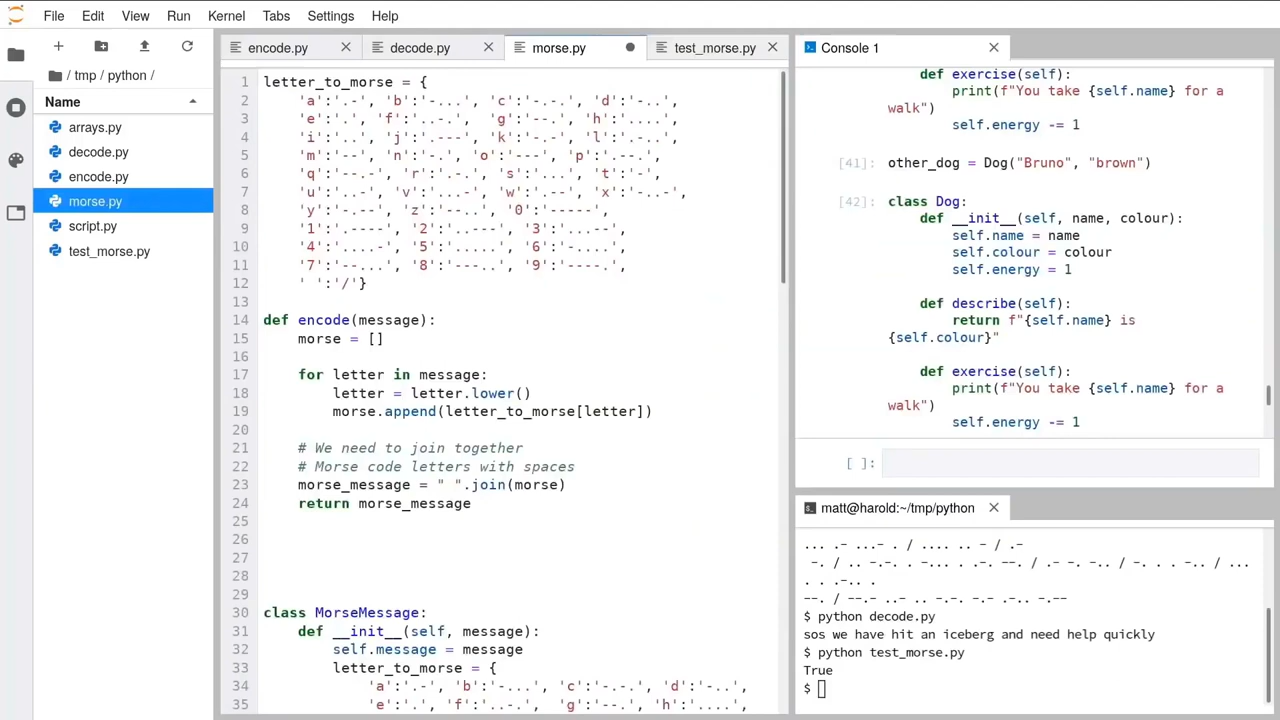 File Edit View Run Kernel Tabs Settings Help
/ tmp / python /
Name
arrays.py
decode.py
encode.py
morse.py
script.py
test_morse.py
encode.py decode.py morse.py test_morse.py
1 letter_to_morse = {
2 'a':'.-', 'b':'-...', 'c':'-.-.', 'd':'-..',
3 'e':'.', 'f':'..-.', 'g':'--.', 'h':'....',
4 'i':'..', 'j':'.---', 'k':'-.-', 'l':'.-..',
5 'm':'--', 'n':'-.', 'o':'---', 'p':'.--.',
6 'q':'--.-', 'r':'.-.', 's':'...', 't':'-',
7 'u':'..-', 'v':'...-', 'w':'.--', 'x':'-..-',
8 'y':'-.--', 'z':'--..', '0':'-----',
9 '1':'.----', '2':'..---', '3':'...--',
10 '4':'....-', '5':'.....', '6':'-....',
11 '7':'--...', '8':'---..', '9':'----.',
12 ' ':'/'}
13
14 def encode(message):
15 morse = []
16
17 for letter in message:
18 letter = letter.lower()
19 morse.append(letter_to_morse[letter])
20
21 # We need to join together
22 # Morse code letters with spaces
23 morse_message = " ".join(morse)
24 return morse_message
25
26
27
28
29
30 class MorseMessage:
31 def __init__(self, message):
32 self.message = message
33 letter_to_morse = {
34 'a':'.-', 'b':'-...', 'c':'-.-.', 'd':'-..',
35 'e':'.', 'f':'..-.', 'g':'--.', 'h':'....',
Console 1
def exercise(self):
print(f"You take {self.name} for a
walk")
self.energy -= 1
[41]: other_dog = Dog("Bruno", "brown")
[42]: class Dog:
def __init__(self, name, colour):
self.name = name
self.colour = colour
self.energy = 1
def describe(self):
return f"{self.name} is
{self.colour}"
def exercise(self):
print(f"You take {self.name} for a
walk")
self.energy -= 1
[ ]:
matt@harold:~/tmp/python
... .- ...- . / .... .. - / .-
-. / .. -.-. . -... . .-. --. / .- -. -.. / -. . . -.. / ...
. . .-.. .
--. / --.- ..- .. -.-. -.- .-.. -.--
$ python decode.py
sos we have hit an iceberg and need help quickly
$ python test_morse.py
True
$